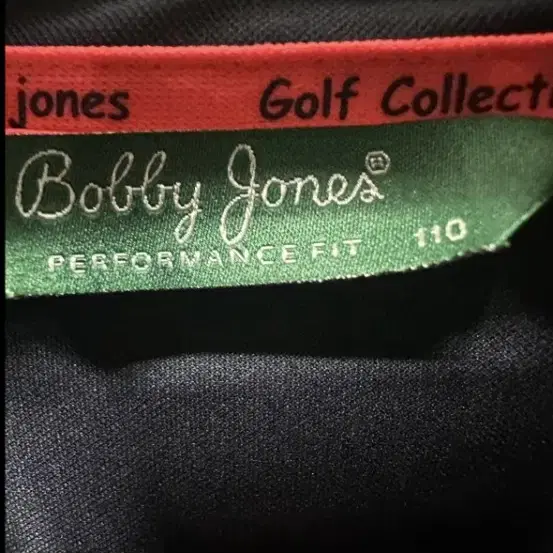 jones Golf Collect
Bobby Jones®
PERFORMANCE FIT 110